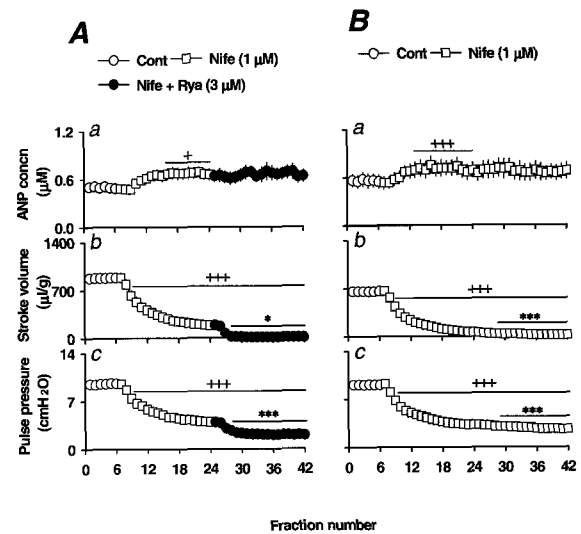 A
Cont Nife (1 μM)
Nife + Rya (3 μM)
B
Cont Nife (1 μM)
ANP concn
(μM)
1.2
0.6
0.0
a
+
a
+++
Stroke volume
(μl/g)
1400
700
0
b
+++
*
b
+++
***
Pulse pressure
(cmH2O)
14
7
0
c
+++
***
c
+++
***
0 6 12 18 24 30 36 42
0 6 12 18 24 30 36 42
Fraction number